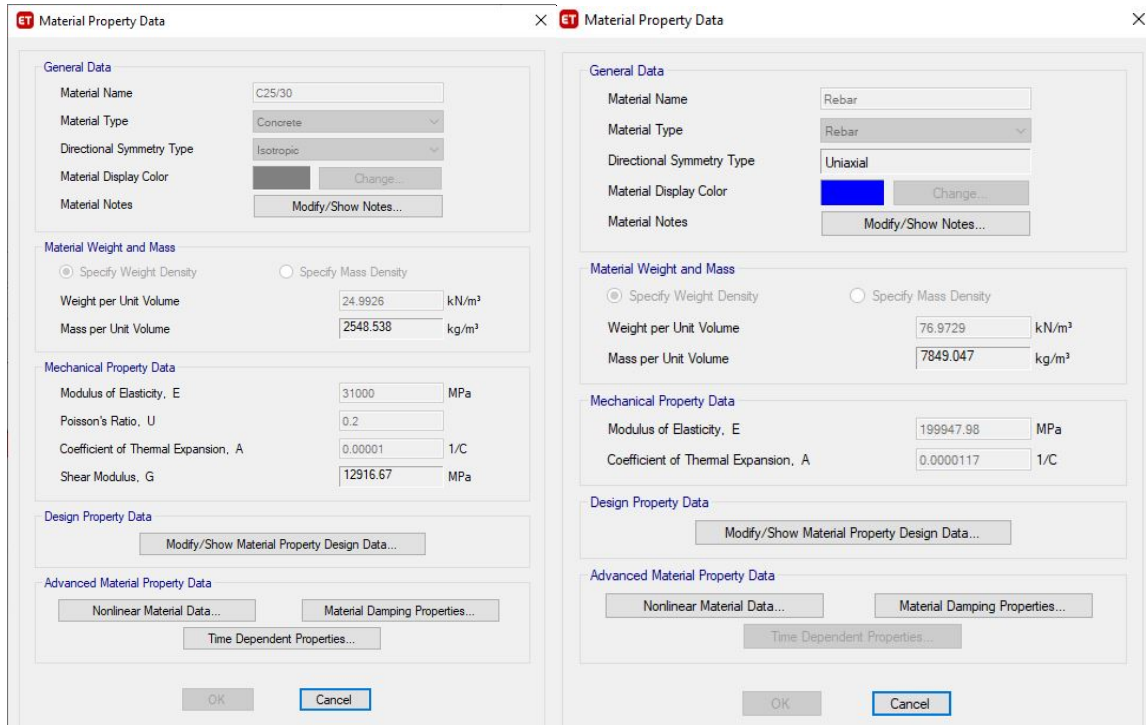 ET Material Property Data
General Data
Material Name C25/30
Material Type Concrete
Directional Symmetry Type Isotropic
Material Display Color Change...
Material Notes Modify/Show Notes...
Material Weight and Mass
Specify Weight Density Specify Mass Density
Weight per Unit Volume 24.9926 kN/m³
Mass per Unit Volume 2548.538 kg/m³
Mechanical Property Data
Modulus of Elasticity, E 31000 MPa
Poisson's Ratio, U 0.2
Coefficient of Thermal Expansion, A 0.00001 1/C
Shear Modulus, G 12916.67 MPa
Design Property Data
Modify/Show Material Property Design Data...
Advanced Material Property Data
Nonlinear Material Data... Material Damping Properties...
Time Dependent Properties...
OK Cancel
ET Material Property Data
General Data
Material Name Rebar
Material Type Rebar
Directional Symmetry Type Uniaxial
Material Display Color Change...
Material Notes Modify/Show Notes...
Material Weight and Mass
Specify Weight Density Specify Mass Density
Weight per Unit Volume 76.9729 kN/m³
Mass per Unit Volume 7849.047 kg/m³
Mechanical Property Data
Modulus of Elasticity, E 199947.98 MPa
Coefficient of Thermal Expansion, A 0.0000117 1/C
Design Property Data
Modify/Show Material Property Design Data...
Advanced Material Property Data
Nonlinear Material Data... Material Damping Properties...
Time Dependent Properties...
OK Cancel